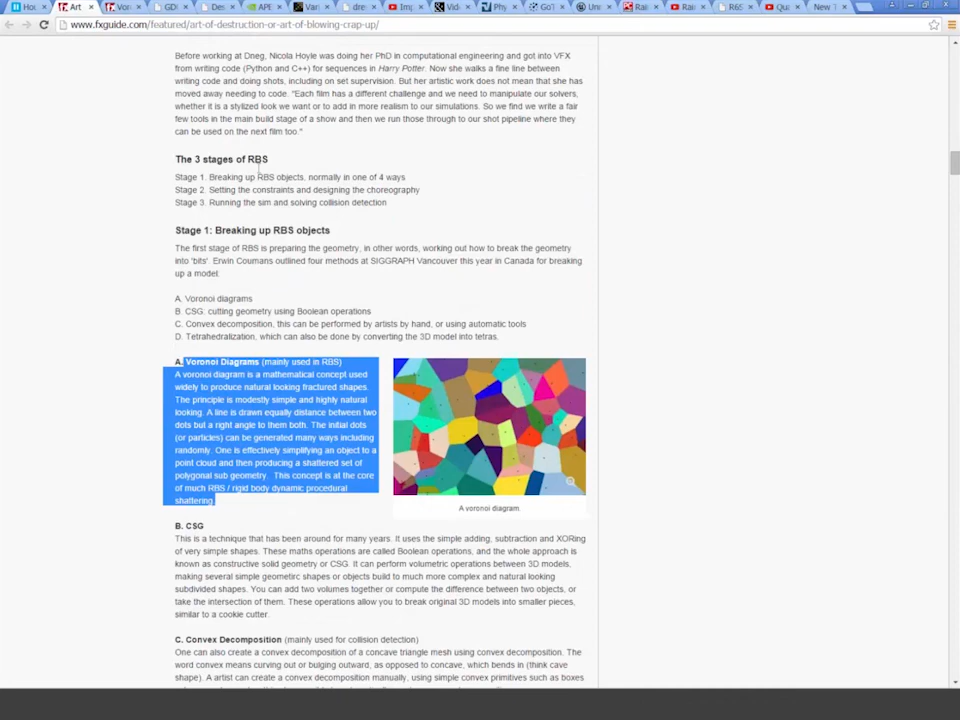 Hou
Art
Vor
GDI
Des
APE
Vari
dre
Imp
Vid
Phy
GoT
Un
Rai
Rai
R6S
Qu
New T
www.fxguide.com/featured/art-of-destruction-or-art-of-blowing-crap-up/
Before working at Dneg, Nicola Hoyle was doing her PhD in computational engineering and got into VFX
from writing code (Python and C++) for sequences in Harry Potter. Now she walks a fine line between
writing code and doing shots, including on set supervision. But her artistic work does not mean that she has
moved away needing to code. "Each film has a different challenge and we need to manipulate our solvers,
whether it is a stylized look we want or to add in more realism to our simulations. So we find we write a fair
few tools in the main build stage of a show and then we run those through to our shot pipeline where they
can be used on the next film too."
The 3 stages of RBS
Stage 1. Breaking up RBS objects, normally in one of 4 ways
Stage 2. Setting the constraints and designing the choreography
Stage 3. Running the sim and solving collision detection
Stage 1: Breaking up RBS objects
The first stage of RBS is preparing the geometry, in other words, working out how to break the geometry
into 'bits'. Erwin Coumans outlined four methods at SIGGRAPH Vancouver this year in Canada for breaking
up a model:
A. Voronoi diagrams
B. CSG: cutting geometry using Boolean operations
C. Convex decomposition, this can be performed by artists by hand, or using automatic tools
D. Tetrahedralization, which can also be done by converting the 3D model into tetras.
A. Voronoi Diagrams (mainly used in RBS)
A voronoi diagram is a mathematical concept used
widely to produce natural looking fractured shapes.
The principle is modestly simple and highly natural
looking. A line is drawn equally distance between two
dots but a right angle to them both. The initial dots
(or particles) can be generated many ways including
randomly. One is effectively simplifying an object to a
point cloud and then producing a shattered set of
polygonal sub geometry. This concept is at the core
of much RBS / rigid body dynamic procedural
shattering.
A voronoi diagram.
B. CSG
This is a technique that has been around for many years. It uses the simple adding, subtraction and XORing
of very simple shapes. These maths operations are called Boolean operations, and the whole approach is
known as constructive solid geometry or CSG. It can perform volumetric operations between 3D models,
making several simple geometric shapes or objects build to much more complex and natural looking
subdivided shapes. You can add two volumes together or compute the difference between two objects, or
take the intersection of them. These operations allow you to break original 3D models into smaller pieces,
similar to a cookie cutter.
C. Convex Decomposition (mainly used for collision detection)
One can also create a convex decomposition of a concave triangle mesh using convex decomposition. The
word convex means curving out or bulging outward, as opposed to concave, which bends in (think cave
shape). A artist can create a convex decomposition manually, using simple convex primitives such as boxes